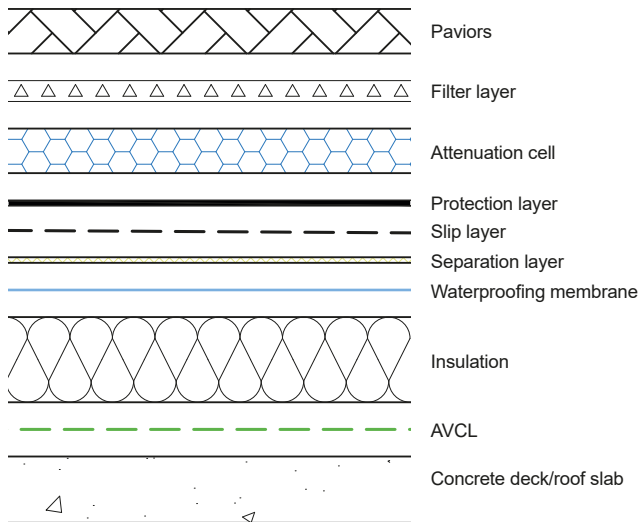 Paviors
Filter layer
Attenuation cell
Protection layer
Slip layer
Separation layer
Waterproofing membrane
Insulation
AVCL
Concrete deck/roof slab